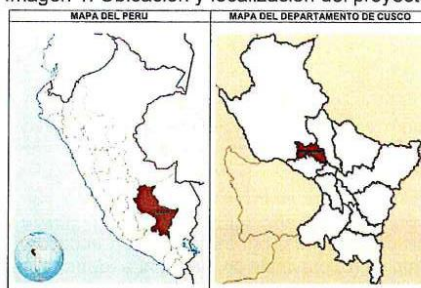 Imagen 1. Ubicación y localización del proyect
MAPA DEL PERU
MAPA DEL DEPARTAMENTO DE CUSCO